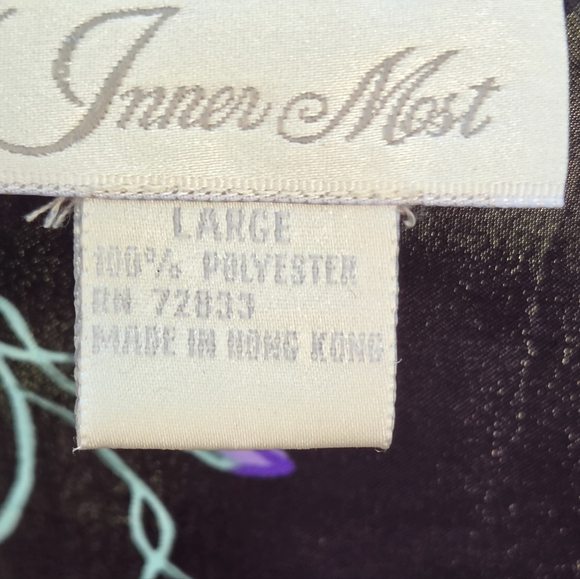 Inner Most
LARGE
100% POLYESTER
RN 72833
MADE IN HONG KONG